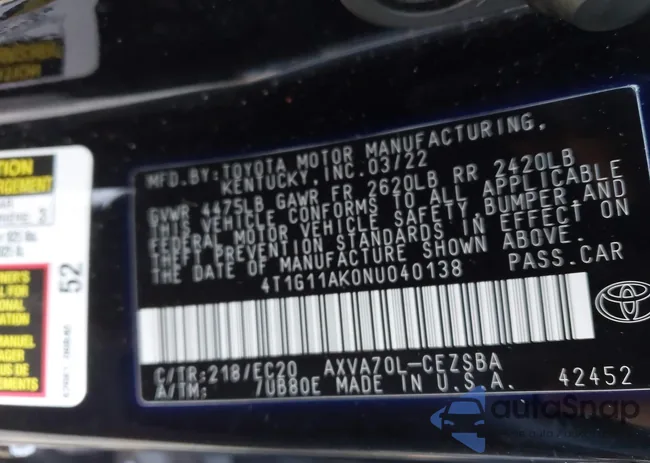 MFD.BY:TOYOTA MOTOR MANUFACTURING,
KENTUCKY,INC.03/22
GVWR 4475LB GAWR FR 2620LB RR 2420LB
THIS VEHICLE CONFORMS TO ALL APPLICABLE
FEDERAL MOTOR VEHICLE SAFETY,BUMPER,AND
THEFT PREVENTION STANDARDS IN EFFECT ON
THE DATE OF MANUFACTURE SHOWN ABOVE.
4T1G11AK0NU040138 PASS.CAR
C/TR:218/EC20 AXVA70L-CEZSBA
A/TM: 7UB80E MADE IN U.S.A. 42452
52
MANUEL
autoSnap